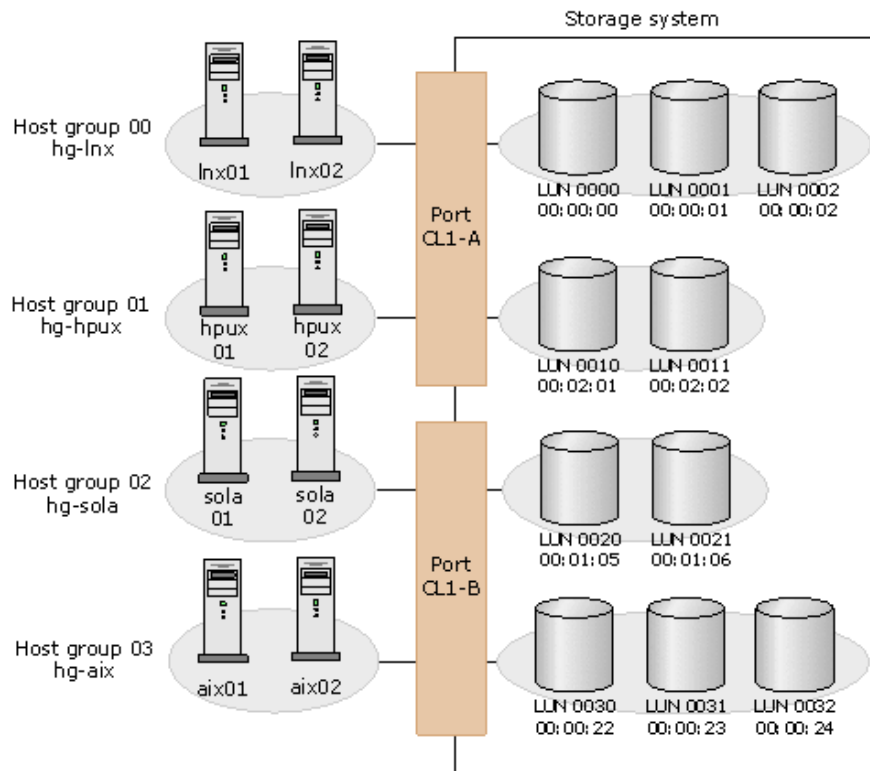 Storage system
Host group 00
hg-lnx
lnx01
lnx02
LUN 0000
00:00:00
LUN 0001
00:00:01
LUN 0002
00:00:02
Port
CL1-A
Host group 01
hg-hpux
hpux
01
hpux
02
LUN 0010
00:02:01
LUN 0011
00:02:02
Host group 02
hg-sola
sola
01
sola
02
LUN 0020
00:01:05
LUN 0021
00:01:06
Port
CL1-B
Host group 03
hg-aix
aix01
aix02
LUN 0030
00:00:22
LUN 0031
00:00:23
LUN 0032
00:00:24